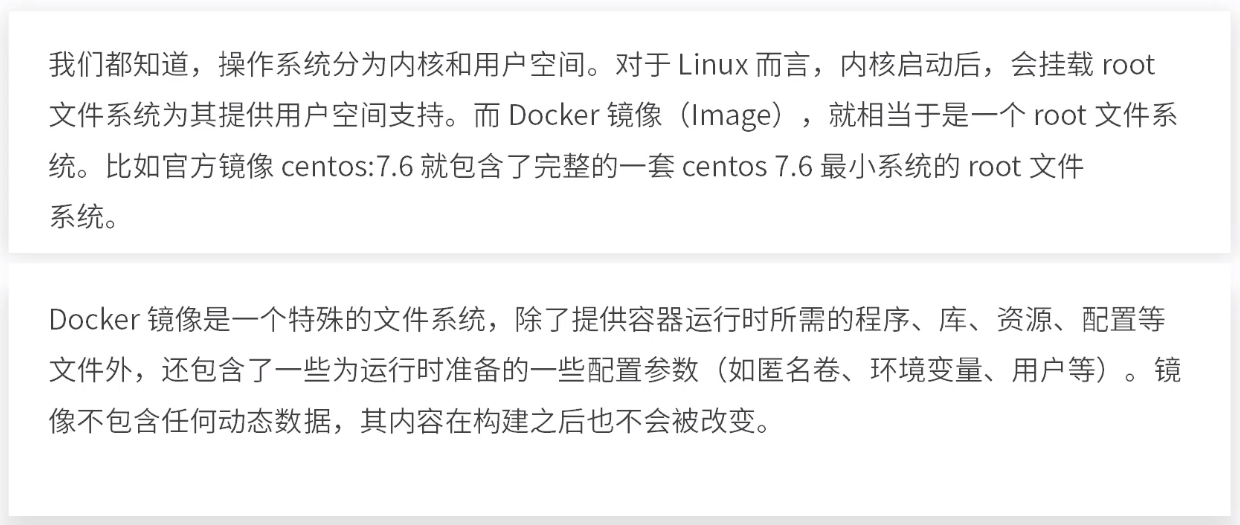 我们都知道，操作系统分为内核和用户空间。对于 Linux 而言，内核启动后，会挂载 root
文件系统为其提供用户空间支持。而 Docker 镜像（Image），就相当于是一个 root 文件系
统。比如官方镜像 centos:7.6 就包含了完整的一套 centos 7.6 最小系统的 root 文件
系统。
Docker 镜像是一个特殊的文件系统，除了提供容器运行时所需的程序、库、资源、配置等
文件外，还包含了一些为运行时准备的一些配置参数（如匿名卷、环境变量、用户等）。镜
像不包含任何动态数据，其内容在构建之后也不会被改变。